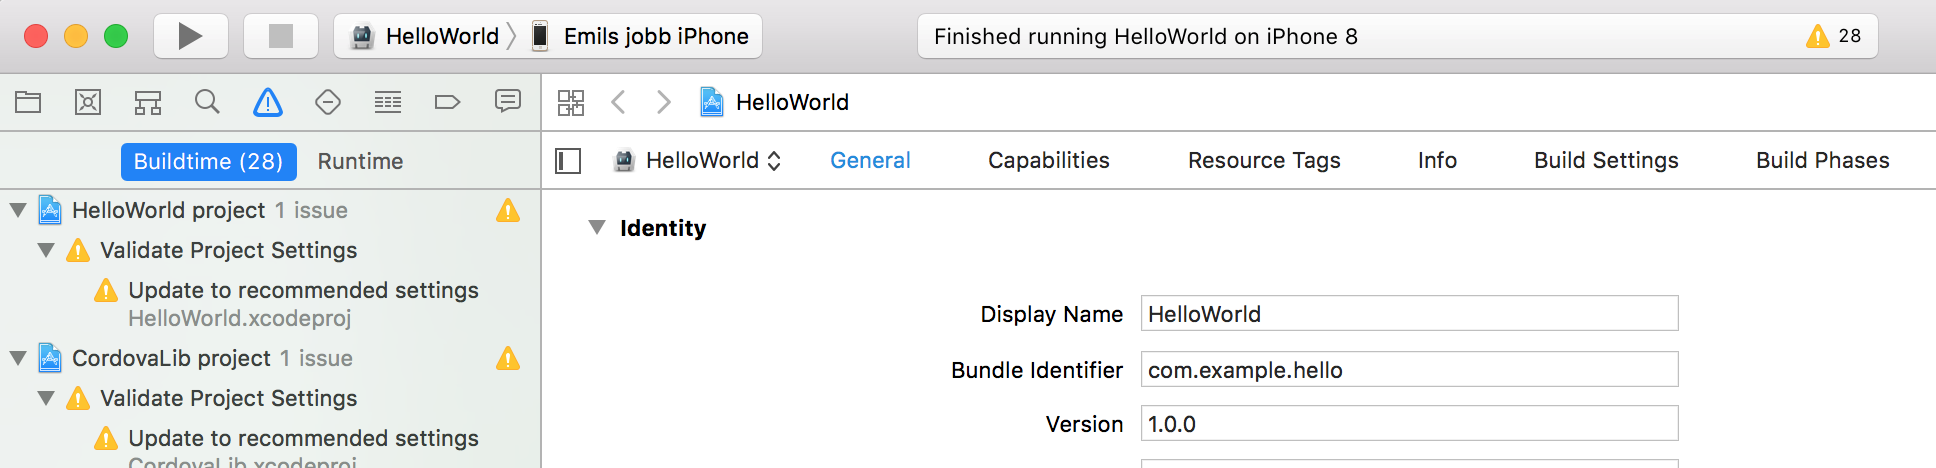 HelloWorld Emils jobb iPhone
Finished running HelloWorld on iPhone 8
28
HelloWorld
Buildtime (28) Runtime
HelloWorld General Capabilities Resource Tags Info Build Settings Build Phases
HelloWorld project 1 issue
Validate Project Settings
Update to recommended settings
HelloWorld.xcodeproj
CordovaLib project 1 issue
Validate Project Settings
Update to recommended settings
CordovaLib.xcodeproj
Identity
Display Name HelloWorld
Bundle Identifier com.example.hello
Version 1.0.0